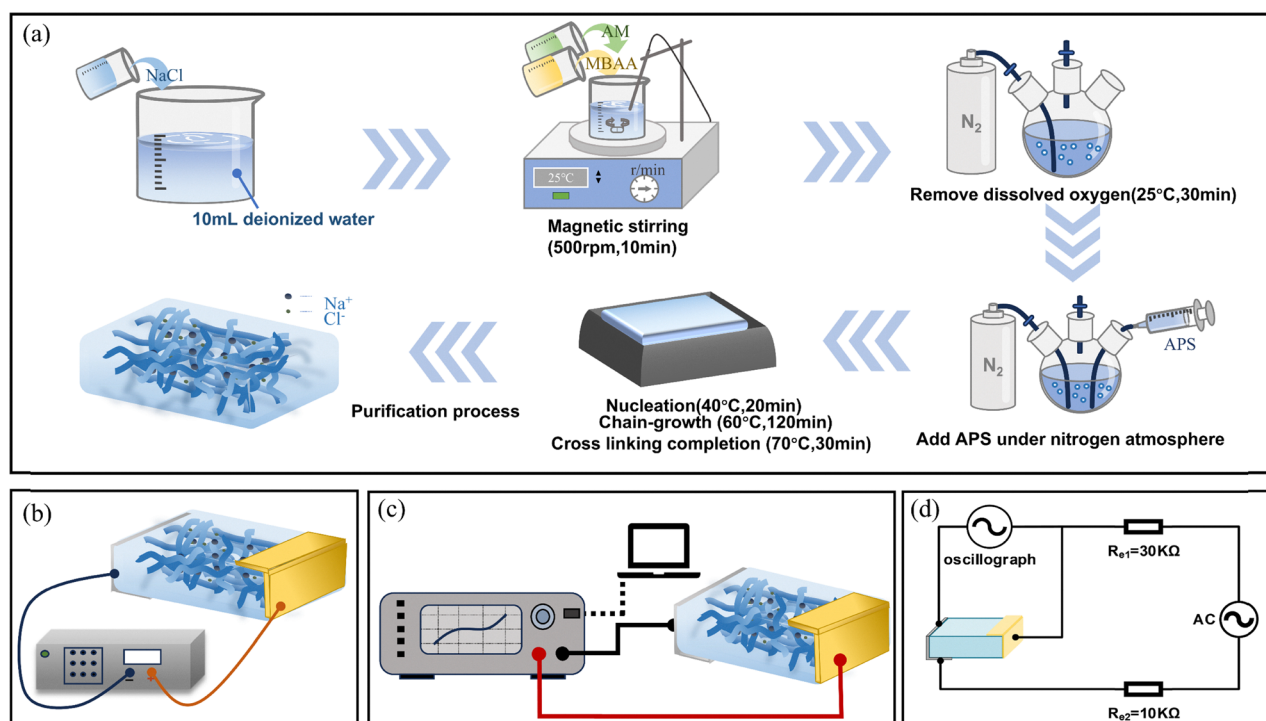 (a)
NaCl
10mL deionized water
AM
MBAA
25℃
r/min
Magnetic stirring
(500rpm,10min)
N₂
Remove dissolved oxygen(25°C,30min)
N₂
APS
Add APS under nitrogen atmosphere
Nucleation(40°C,20min)
Chain-growth (60°C,120min)
Cross linking completion (70°C,30min)
Purification process
Na⁺
Cl⁻
(b)
− +
(c)
(d)
oscillograph
Rₑ₁=30KΩ
AC
Rₑ₂=10KΩ